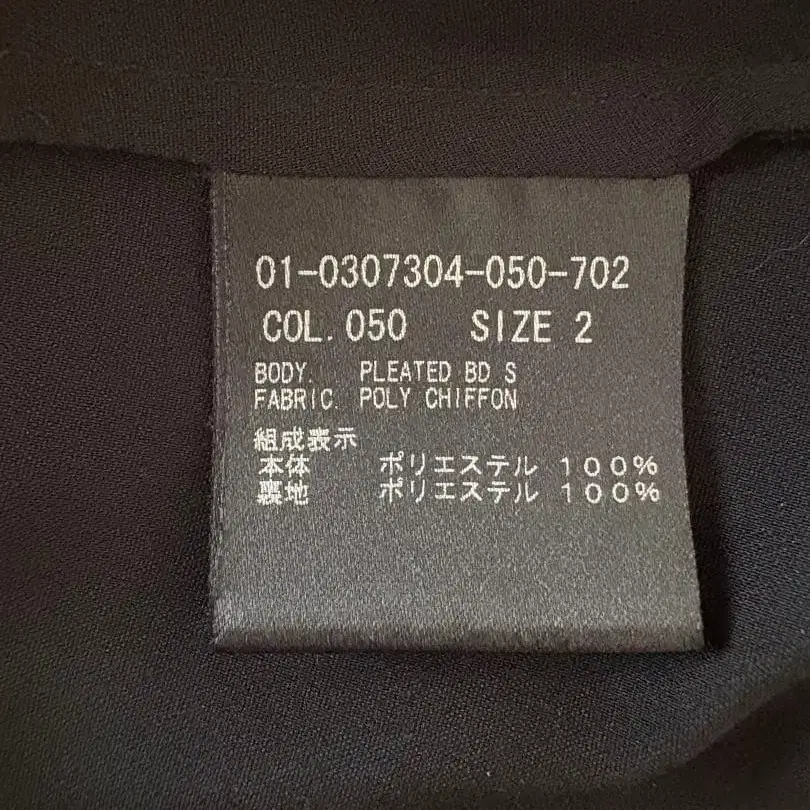 01-0307304-050-702
COL.050 SIZE 2
BODY. PLEATED BD S
FABRIC. POLY CHIFFON
組成表示
本体 ポリエステル 100%
裏地 ポリエステル 100%